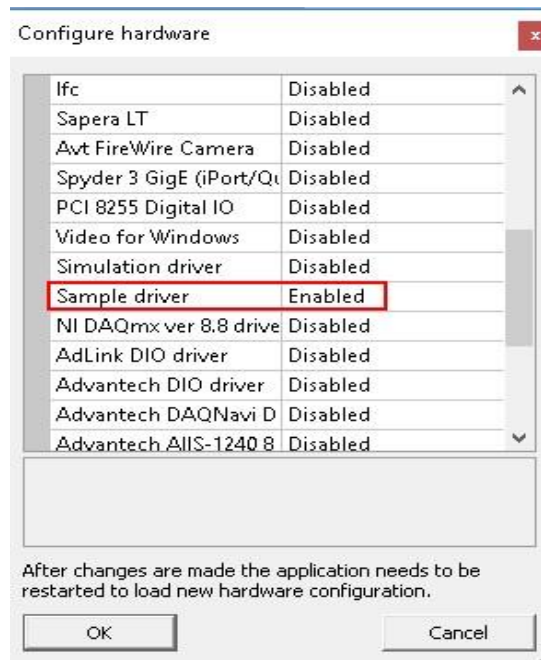 Configure hardware
x
Ifc Disabled
Sapera LT Disabled
Avt FireWire Camera Disabled
Spyder 3 GigE (iPort/Qu Disabled
PCI 8255 Digital IO Disabled
Video for Windows Disabled
Simulation driver Disabled
Sample driver Enabled
NI DAQmx ver 8.8 drive Disabled
AdLink DIO driver Disabled
Advantech DIO driver Disabled
Advantech DAQNavi D Disabled
Advantech AIIS-1240 8 Disabled
After changes are made the application needs to be
restarted to load new hardware configuration.
OK Cancel